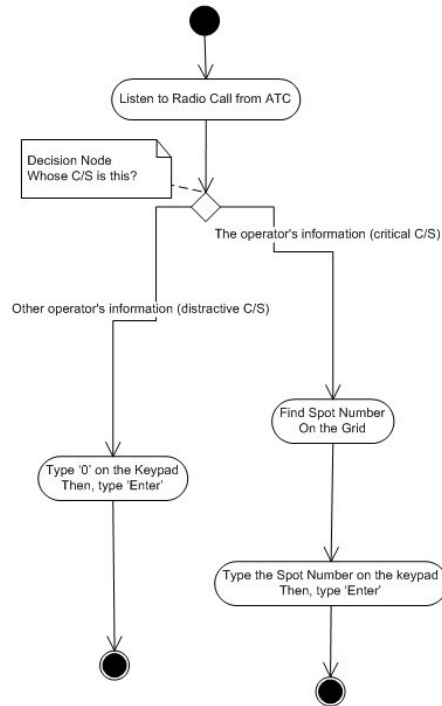 Listen to Radio Call from ATC
Decision Node
Whose C/S is this?
The operator's information (critical C/S)
Other operator's information (distractive C/S)
Find Spot Number
On the Grid
Type ‘0’ on the Keypad
Then, type ‘Enter’
Type the Spot Number on the keypad
Then, type ‘Enter’